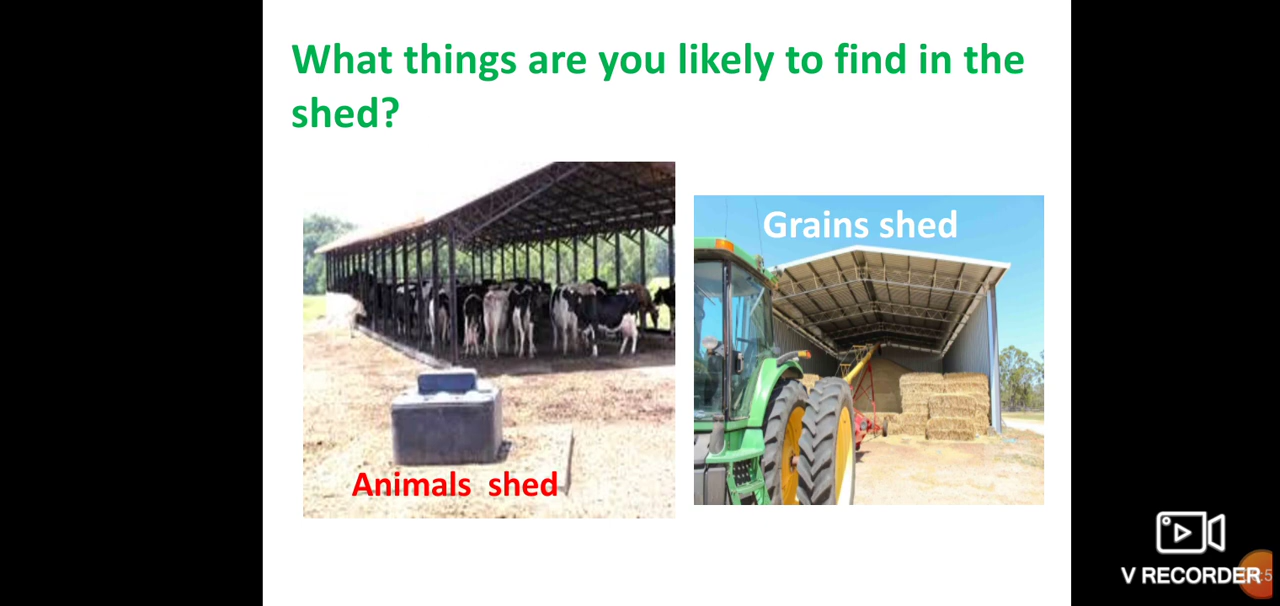 What things are you likely to find in the
shed?
Grains shed
Animals shed
V RECORDER